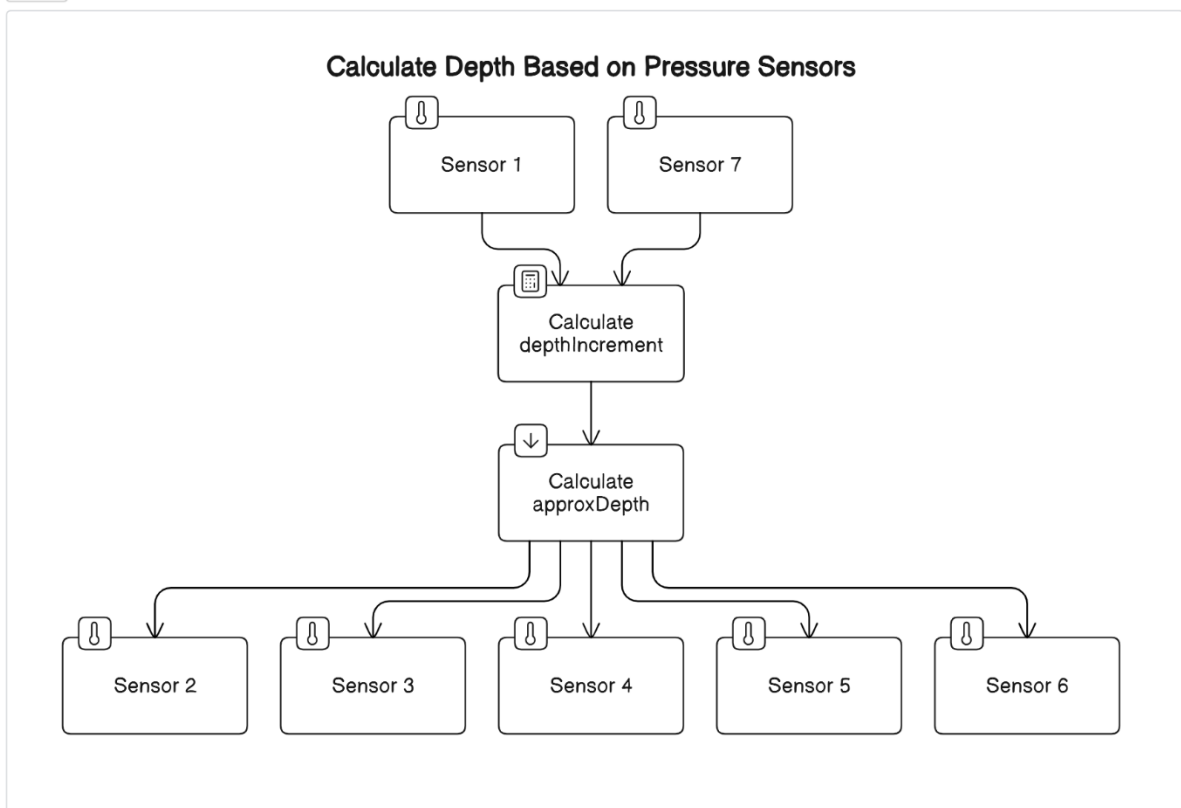 Calculate Depth Based on Pressure Sensors
Sensor 1
Sensor 7
Calculate
depthIncrement
Calculate
approxDepth
Sensor 2
Sensor 3
Sensor 4
Sensor 5
Sensor 6